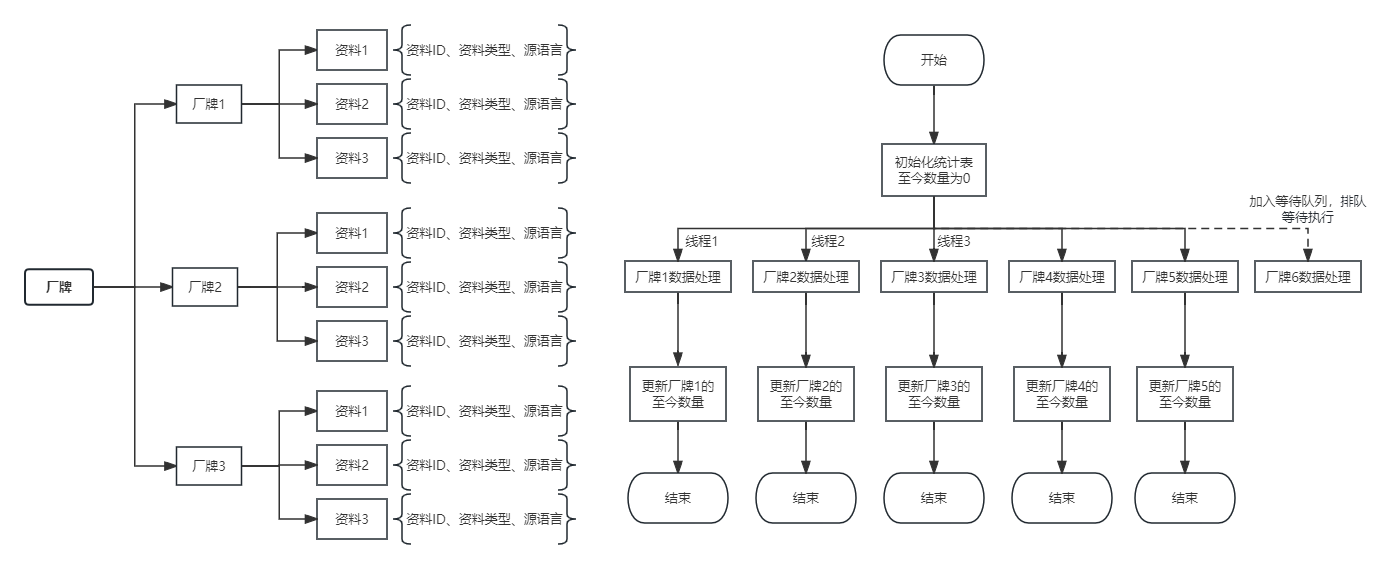 厂牌
厂牌1
资料1
资料ID、资料类型、源语言
资料2
资料ID、资料类型、源语言
资料3
资料ID、资料类型、源语言
厂牌2
资料1
资料ID、资料类型、源语言
资料2
资料ID、资料类型、源语言
资料3
资料ID、资料类型、源语言
厂牌3
资料1
资料ID、资料类型、源语言
资料2
资料ID、资料类型、源语言
资料3
资料ID、资料类型、源语言
开始
初始化统计表
至今数量为0
加入等待队列，排队
等待执行
线程1
线程2
线程3
厂牌1数据处理
厂牌2数据处理
厂牌3数据处理
厂牌4数据处理
厂牌5数据处理
厂牌6数据处理
更新厂牌1的
至今数量
更新厂牌2的
至今数量
更新厂牌3的
至今数量
更新厂牌4的
至今数量
更新厂牌5的
至今数量
结束
结束
结束
结束
结束